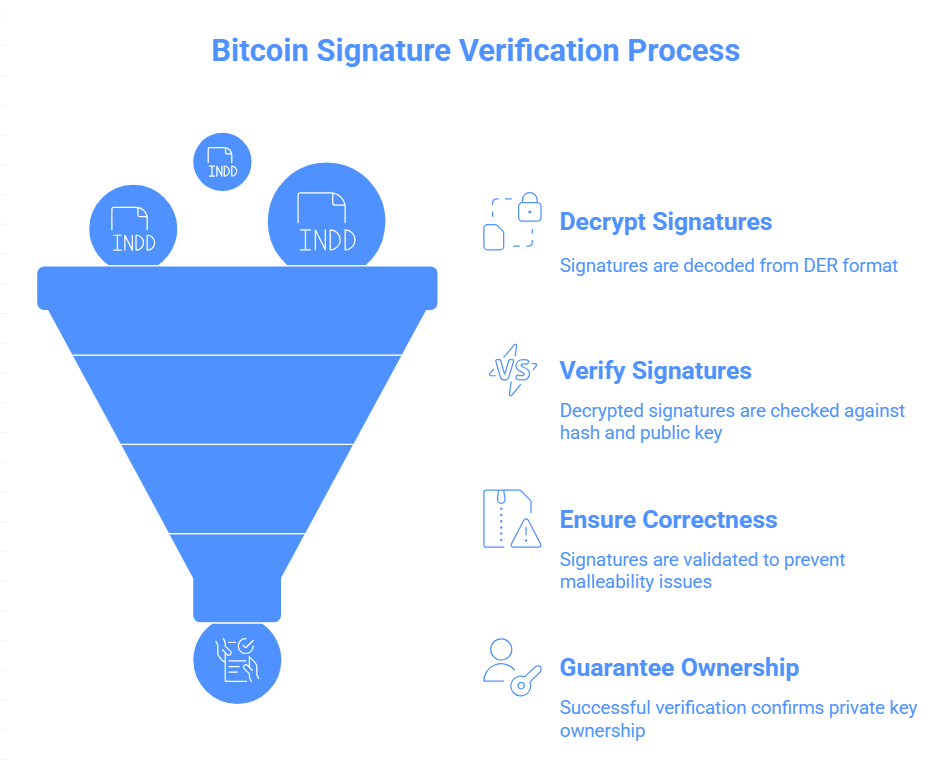 Bitcoin Signature Verification Process
INDD
INDD
INDD
Decrypt Signatures
Signatures are decoded from DER format
VS
Verify Signatures
Decrypted signatures are checked against
hash and public key
Ensure Correctness
Signatures are validated to prevent
malleability issues
Guarantee Ownership
Successful verification confirms private key
ownership